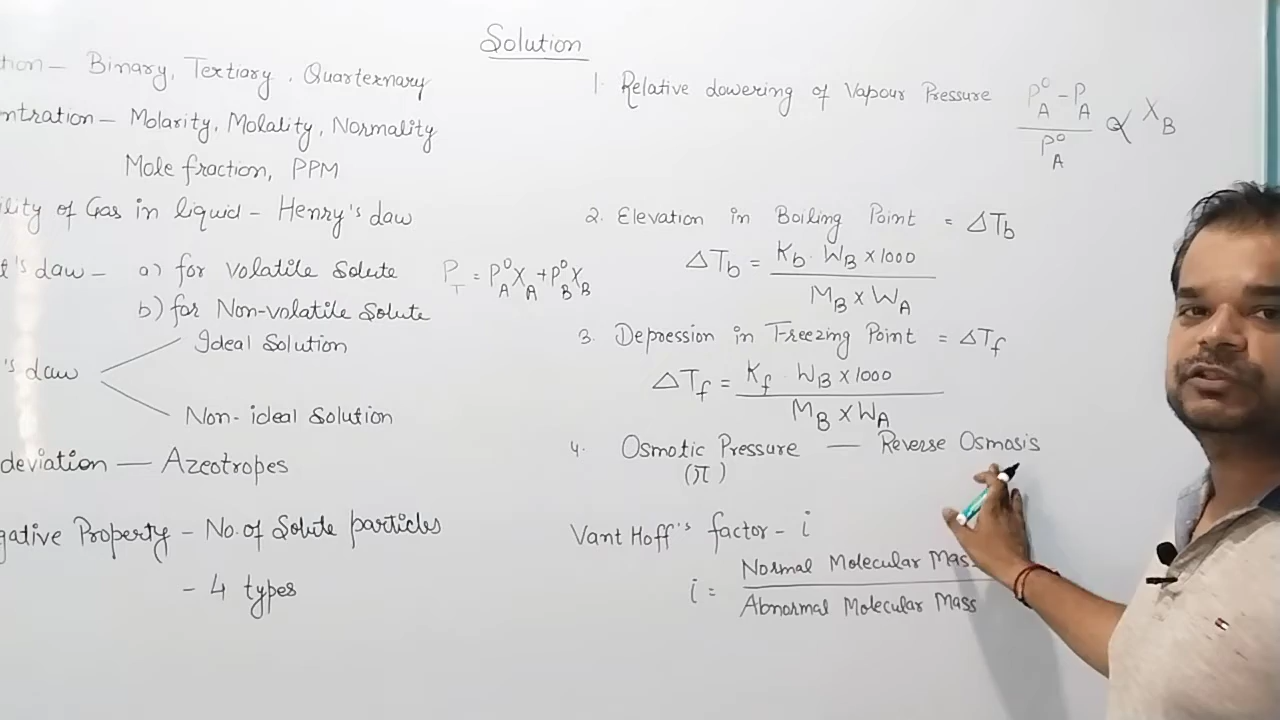 Solution
tion — Binary, Tertiary, Quarternary
ntration — Molarity, Molality, Normality
Mole fraction, PPM
ility of Gas in liquid - Henry's Law
t's Law - a) for volatile Solute P_T = P°_A X_A + P°_B X_B
b) for Non-volatile Solute
Ideal Solution
's Law
Non-ideal Solution
deviation — Azeotropes
gative Property - No. of Solute particles
- 4 types
1. Relative Lowering of Vapour Pressure (P°_A - P_A) / P°_A ∝ X_B
2. Elevation in Boiling Point = ΔT_b
ΔT_b = K_b · W_B × 1000
M_B × W_A
3. Depression in Freezing Point = ΔT_f
ΔT_f = K_f · W_B × 1000
M_B × W_A
4. Osmotic Pressure — Reverse Osmosis
(π)
Vant Hoff's factor - i
i = Normal Molecular Mas
Abnormal Molecular Mass